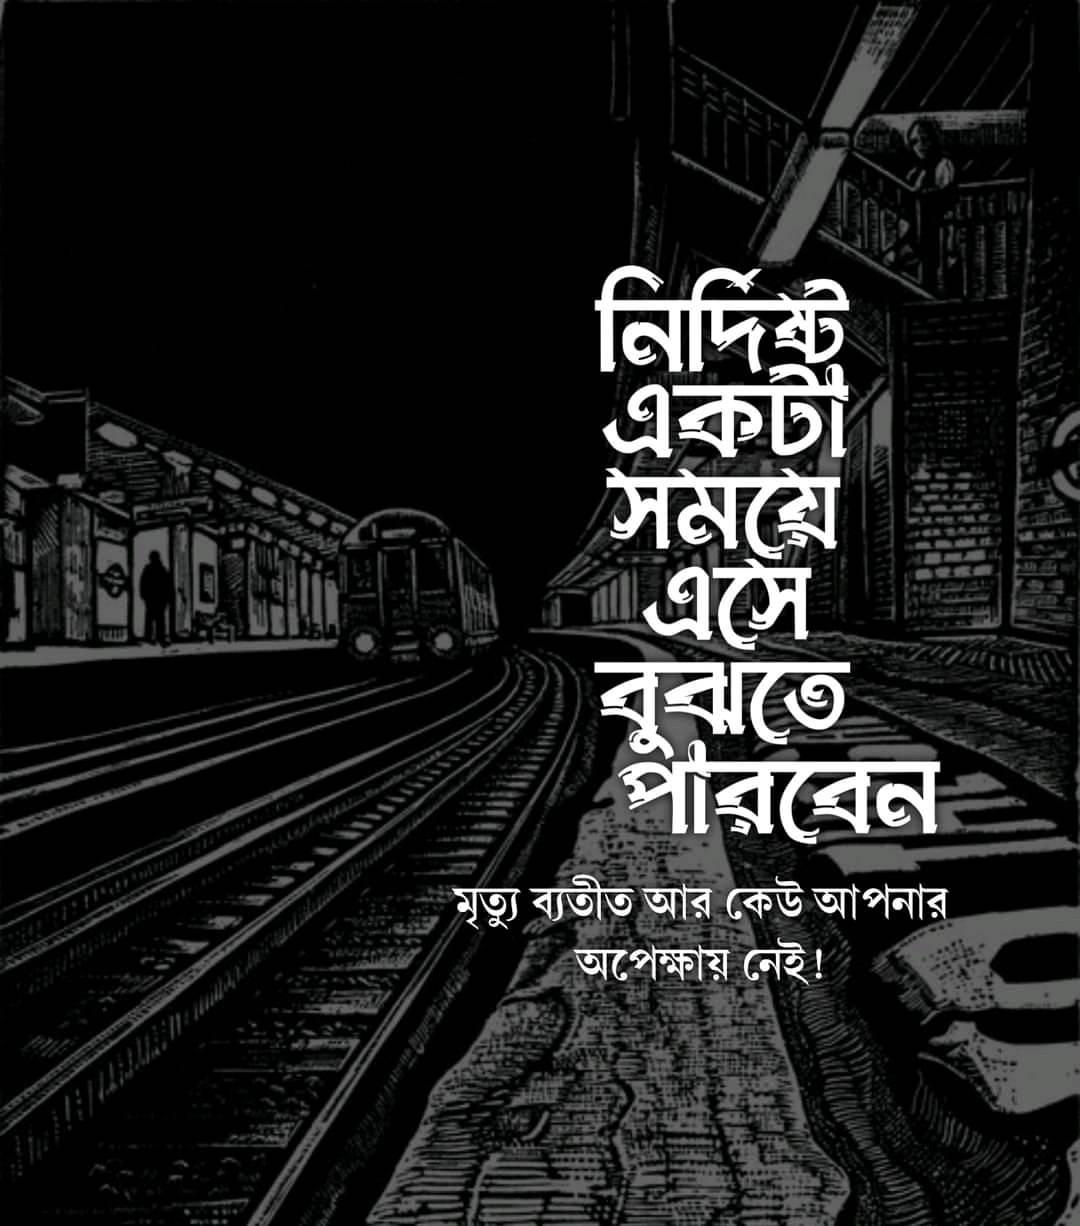 নির্দিষ্ট
একটা
সময়ে
এসে
বুঝতে
পারবেন
মৃত্যু ব্যতীত আর কেউ আপনার
অপেক্ষায় নেই!